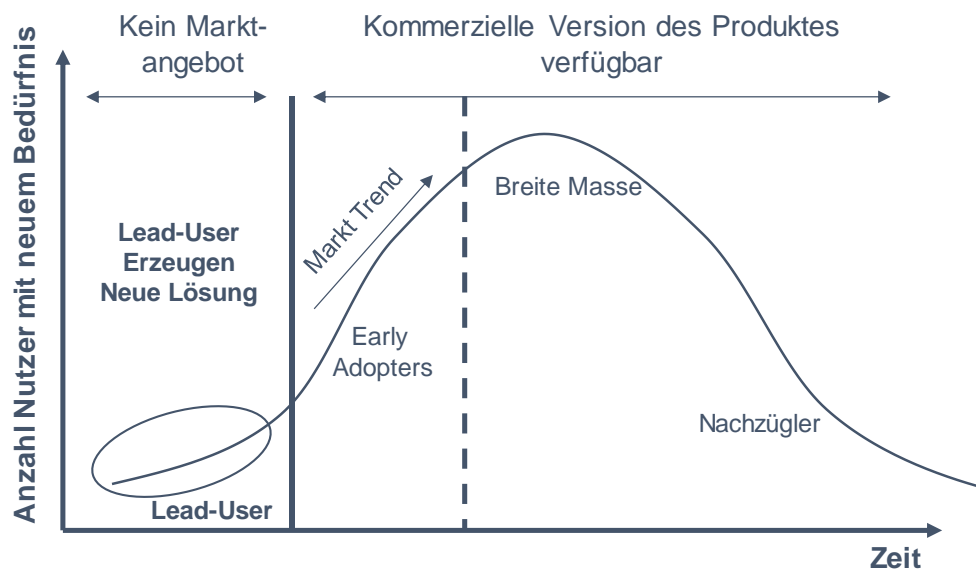 Kein Markt-
angebot
Kommerzielle Version des Produktes
verfügbar
Anzahl Nutzer mit neuem Bedürfnis
Lead-User
Erzeugen
Neue Lösung
Markt Trend
Breite Masse
Early
Adopters
Nachzügler
Lead-User
Zeit